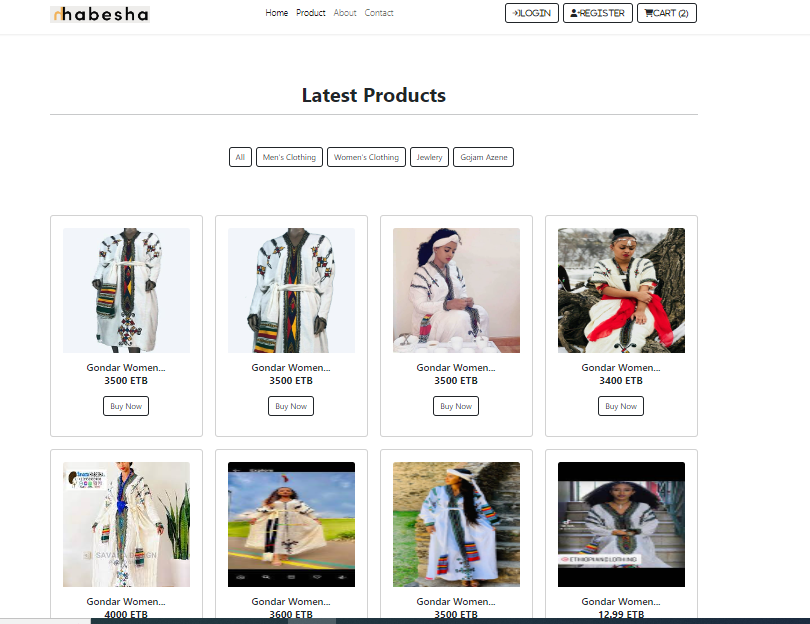 habesha
Home Product About Contact
LOGIN REGISTER CART (2)
Latest Products
All Men's Clothing Women's Clothing Jewlery Gojam Azene
Gondar Women... Gondar Women... Gondar Women... Gondar Women...
3500 ETB 3500 ETB 3500 ETB 3400 ETB
Buy Now Buy Now Buy Now Buy Now
ETHIOPIAN CLOTHING
Gondar Women... Gondar Women... Gondar Women... Gondar Women...
4000 ETB 3600 ETB 3500 ETB 12.99 ETB